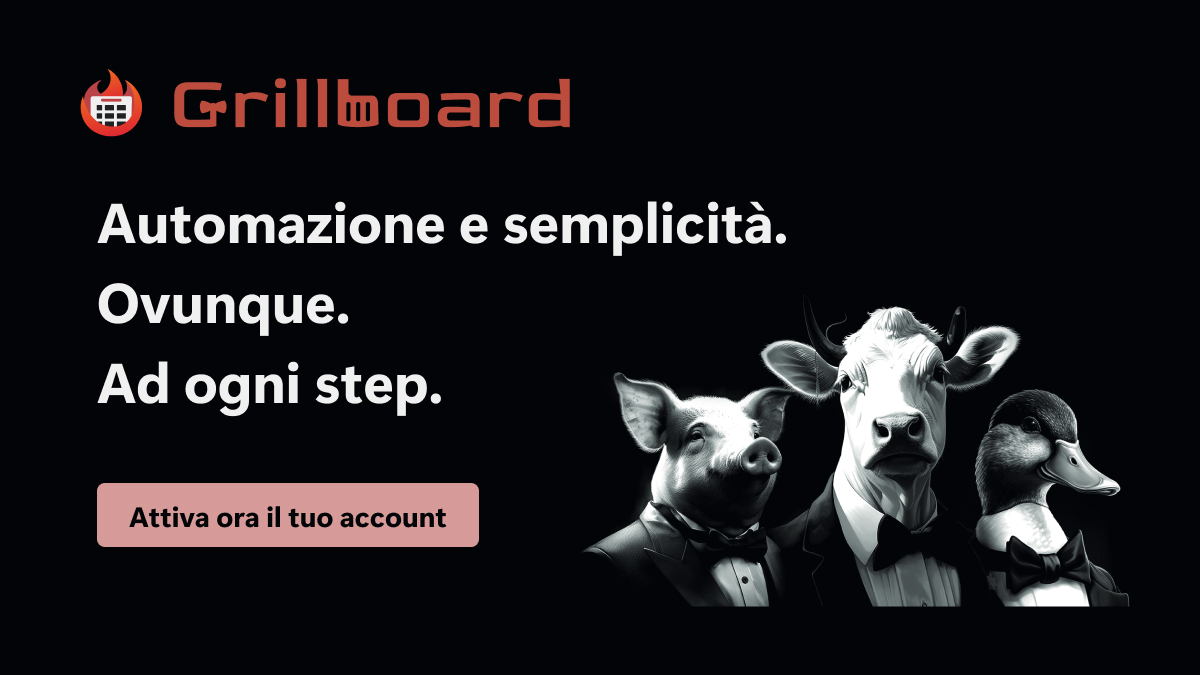 Grillboard
Automazione e semplicità.
Ovunque.
Ad ogni step.
Attiva ora il tuo account